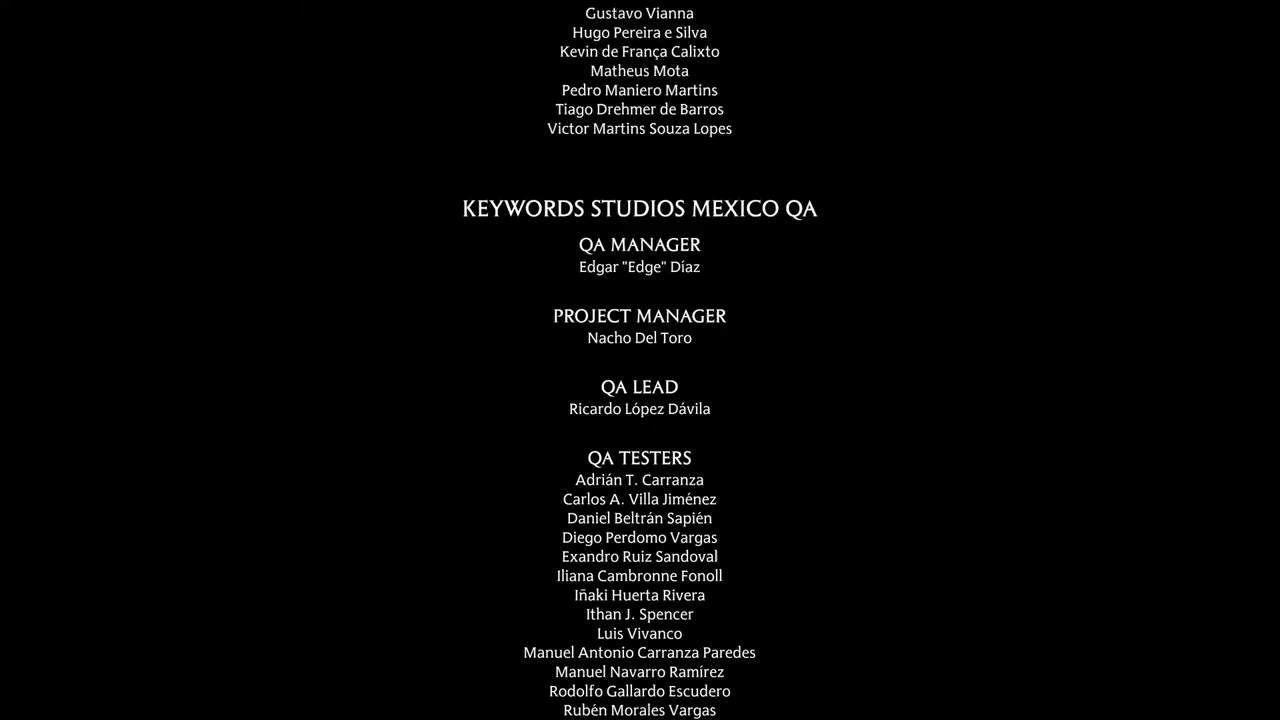 Gustavo Vianna
Hugo Pereira e Silva
Kevin de França Calixto
Matheus Mota
Pedro Maniero Martins
Tiago Drehmer de Barros
Victor Martins Souza Lopes
KEYWORDS STUDIOS MEXICO QA
QA MANAGER
Edgar "Edge" Díaz
PROJECT MANAGER
Nacho Del Toro
QA LEAD
Ricardo López Dávila
QA TESTERS
Adrián T. Carranza
Carlos A. Villa Jiménez
Daniel Beltrán Sapién
Diego Perdomo Vargas
Exandro Ruiz Sandoval
Iliana Cambronne Fonoll
Iñaki Huerta Rivera
Ithan J. Spencer
Luis Vivanco
Manuel Antonio Carranza Paredes
Manuel Navarro Ramírez
Rodolfo Gallardo Escudero
Rubén Morales Vargas